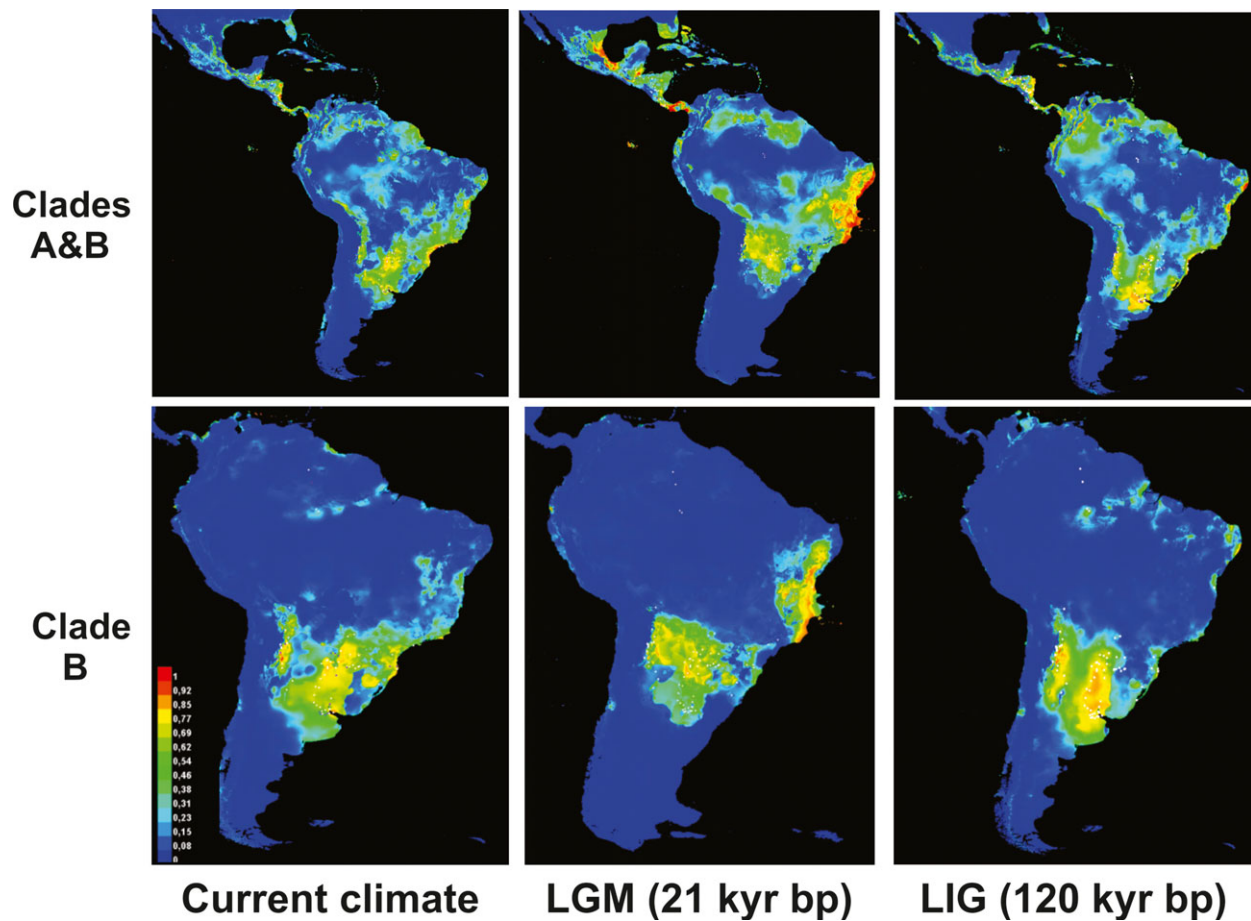 Clades
A&B
Clade
B
1
0,92
0,85
0,77
0,69
0,62
0,54
0,46
0,38
0,31
0,23
0,15
0,08
0
Current climate
LGM (21 kyr bp)
LIG (120 kyr bp)